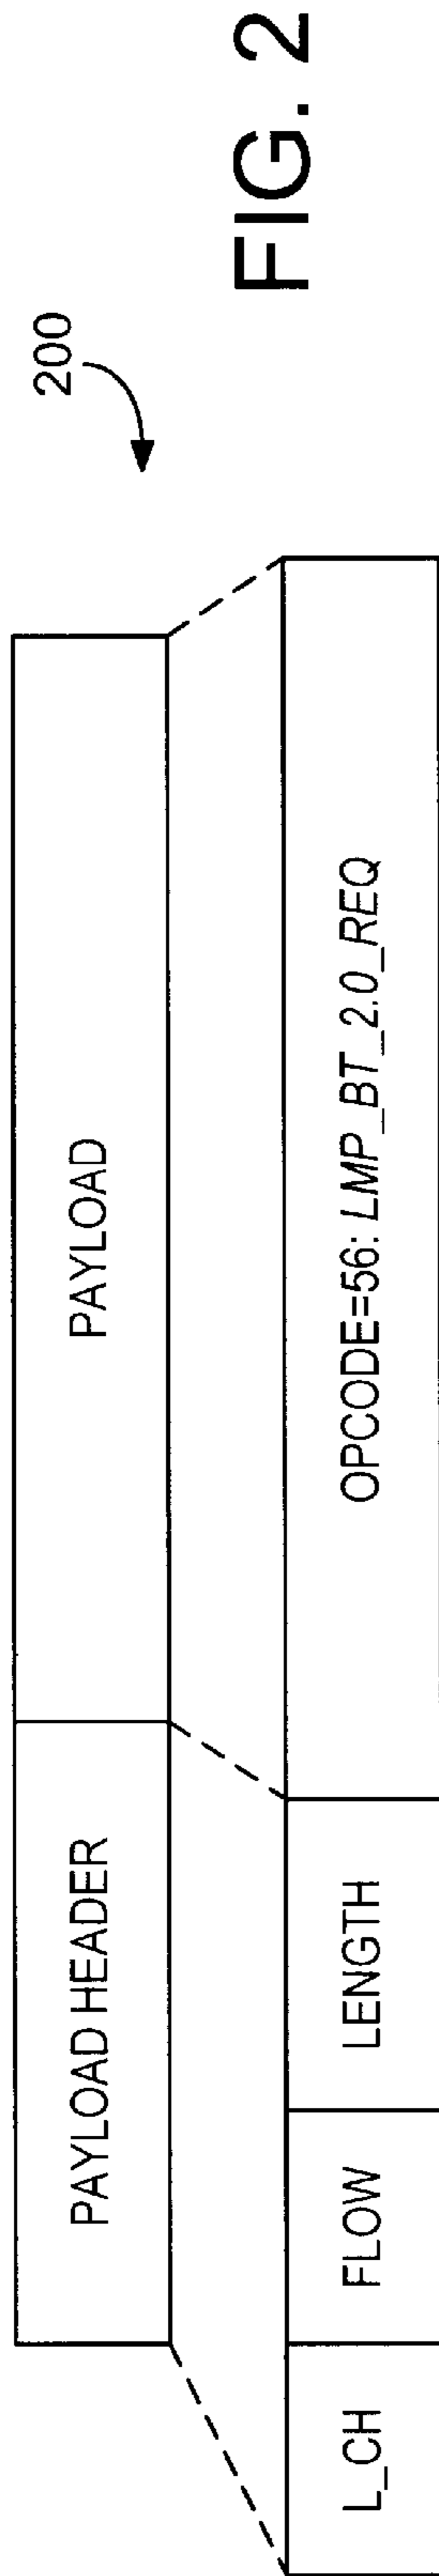 200
PAYLOAD HEADER
PAYLOAD
L_CH
FLOW
LENGTH
OPCODE=56: LMP_BT_2.0_REQ
FIG. 2